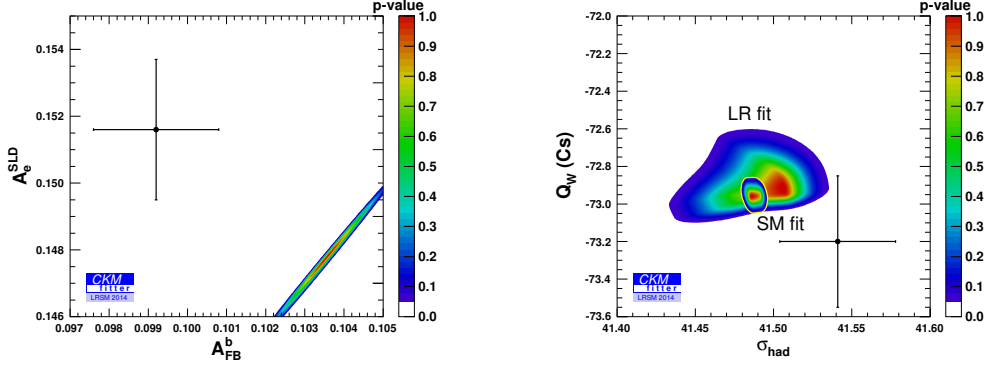 p-value
1.0
0.9
0.8
0.7
0.6
0.5
0.4
0.3
0.2
0.1
0.0
0.154
0.152
0.150
0.148
0.146
A_e^SLD
CKM
fitter
LRSM 2014
0.097 0.098 0.099 0.100 0.101 0.102 0.103 0.104 0.105
A_FB^b
p-value
1.0
0.9
0.8
0.7
0.6
0.5
0.4
0.3
0.2
0.1
0.0
-72.0
-72.2
-72.4
-72.6
-72.8
-73.0
-73.2
-73.4
-73.6
Q_W (Cs)
LR fit
SM fit
CKM
fitter
LRSM 2014
41.40 41.45 41.50 41.55 41.60
σ_had